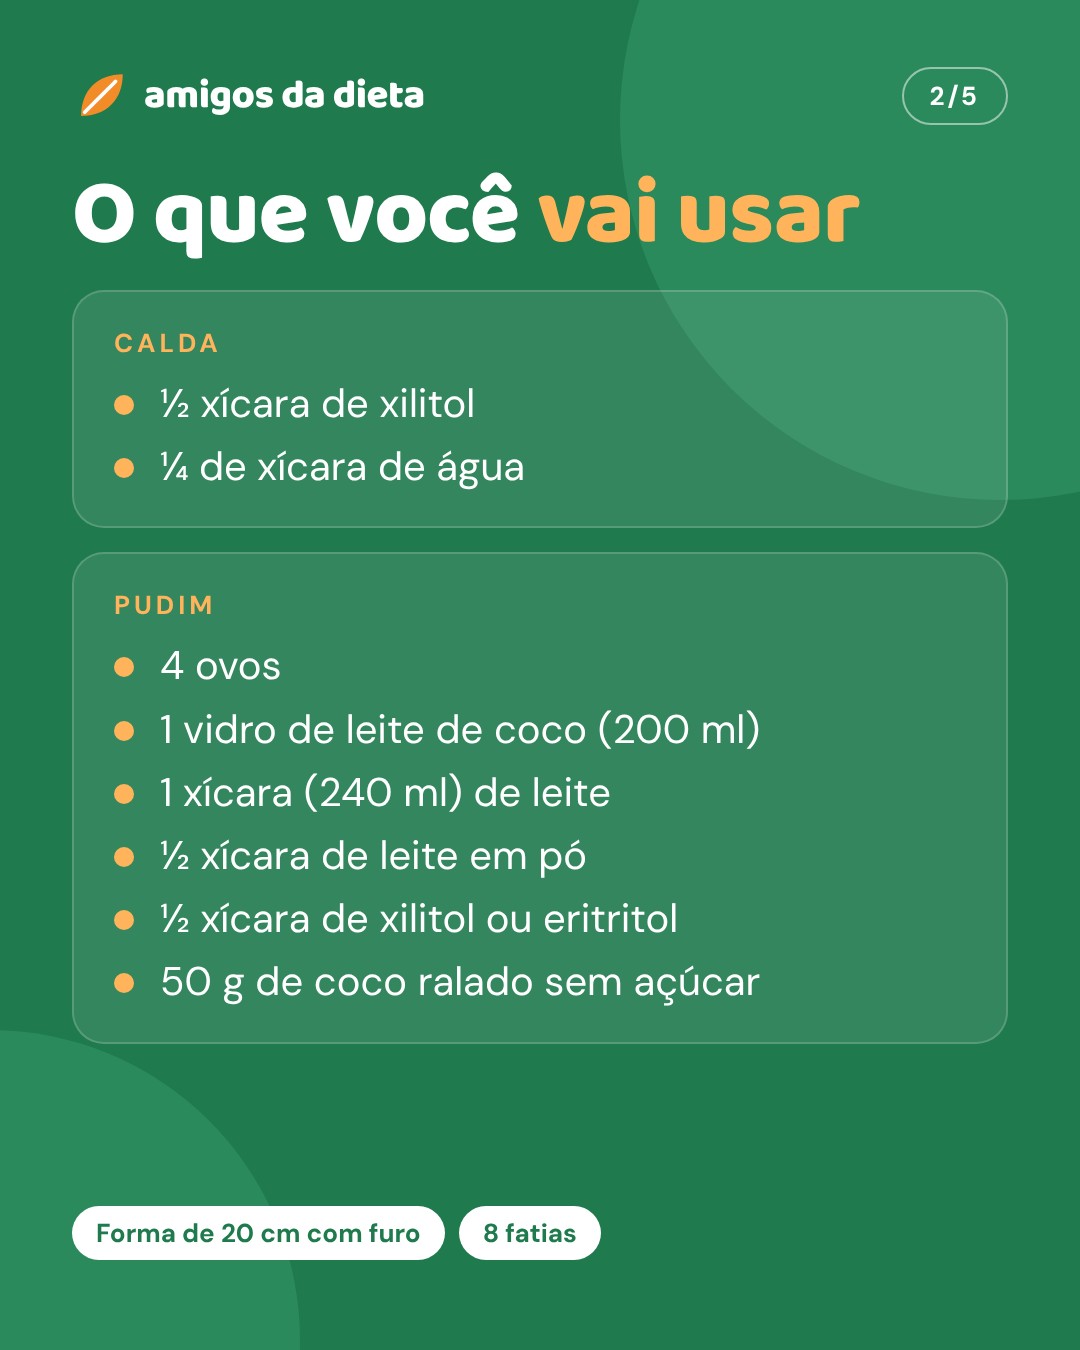 amigos da dieta
2/5
O que você vai usar
CALDA
½ xícara de xilitol
¼ de xícara de água
PUDIM
4 ovos
1 vidro de leite de coco (200 ml)
1 xícara (240 ml) de leite
½ xícara de leite em pó
½ xícara de xilitol ou eritritol
50 g de coco ralado sem açúcar
Forma de 20 cm com furo
8 fatias